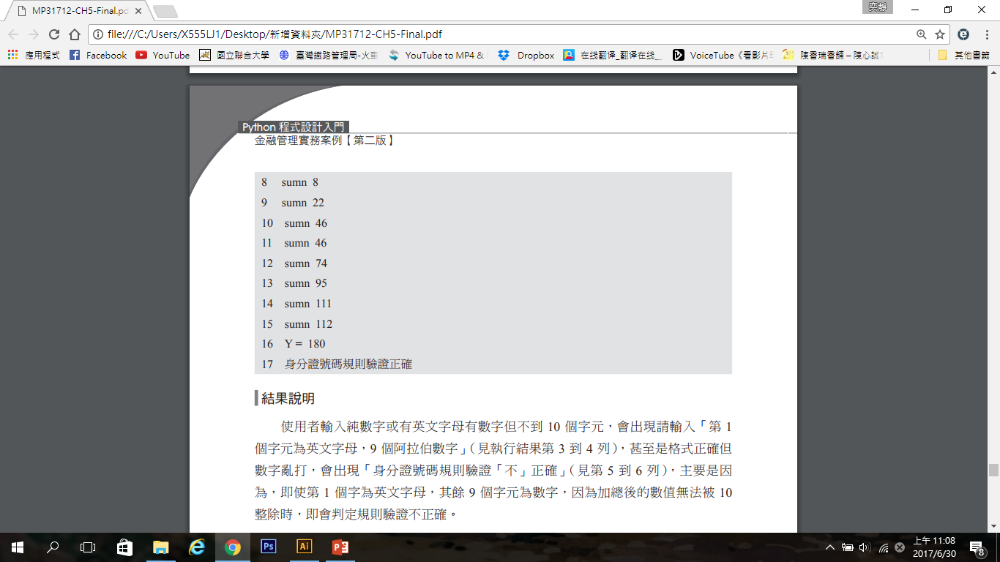 MP31712-CH5-Final.pd
奕靜
file:///C:/Users/X555LJ1/Desktop/新增資料夾/MP31712-CH5-Final.pdf
應用程式 Facebook YouTube 國立聯合大學 臺灣鐵路管理局-火車 YouTube to MP4 & Dropbox 在线翻译_翻译在线_ VoiceTube《看影片 陳香瑞香鋪 – 陳心誠 其他書籤
Python 程式設計入門
金融管理實務案例【第二版】
8 sumn 8
9 sumn 22
10 sumn 46
11 sumn 46
12 sumn 74
13 sumn 95
14 sumn 111
15 sumn 112
16 Y = 180
17 身分證號碼規則驗證正確
結果說明
使用者輸入純數字或有英文字母有數字但不到 10 個字元，會出現請輸入「第 1
個字元為英文字母，9 個阿拉伯數字」（見執行結果第 3 到 4 列），甚至是格式正確但
數字亂打，會出現「身分證號碼規則驗證「不」正確」（見第 5 到 6 列），主要是因
為，即使第 1 個字為英文字母，其餘 9 個字元為數字，因為加總後的數值無法被 10
整除時，即會判定規則驗證不正確。
Ps
Ai
上午 11:08
2017/6/30
8